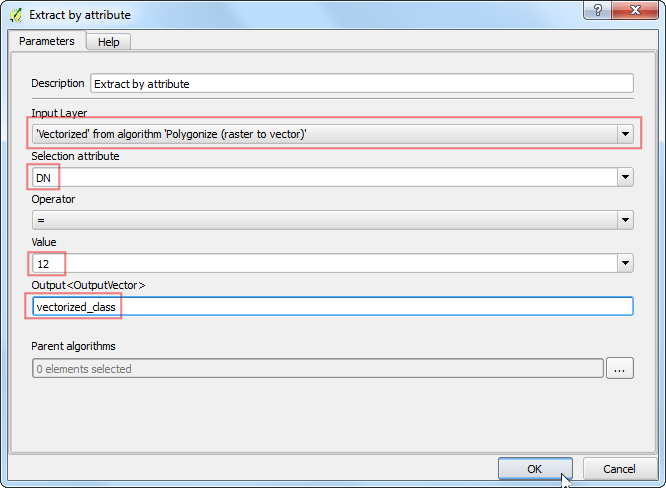 Extract by attribute
?
Parameters
Help
Description Extract by attribute
Input Layer
'Vectorized' from algorithm 'Polygonize (raster to vector)'
Selection attribute
DN
Operator
=
Value
12
Output<OutputVector>
vectorized_class
Parent algorithms
0 elements selected ...
OK Cancel